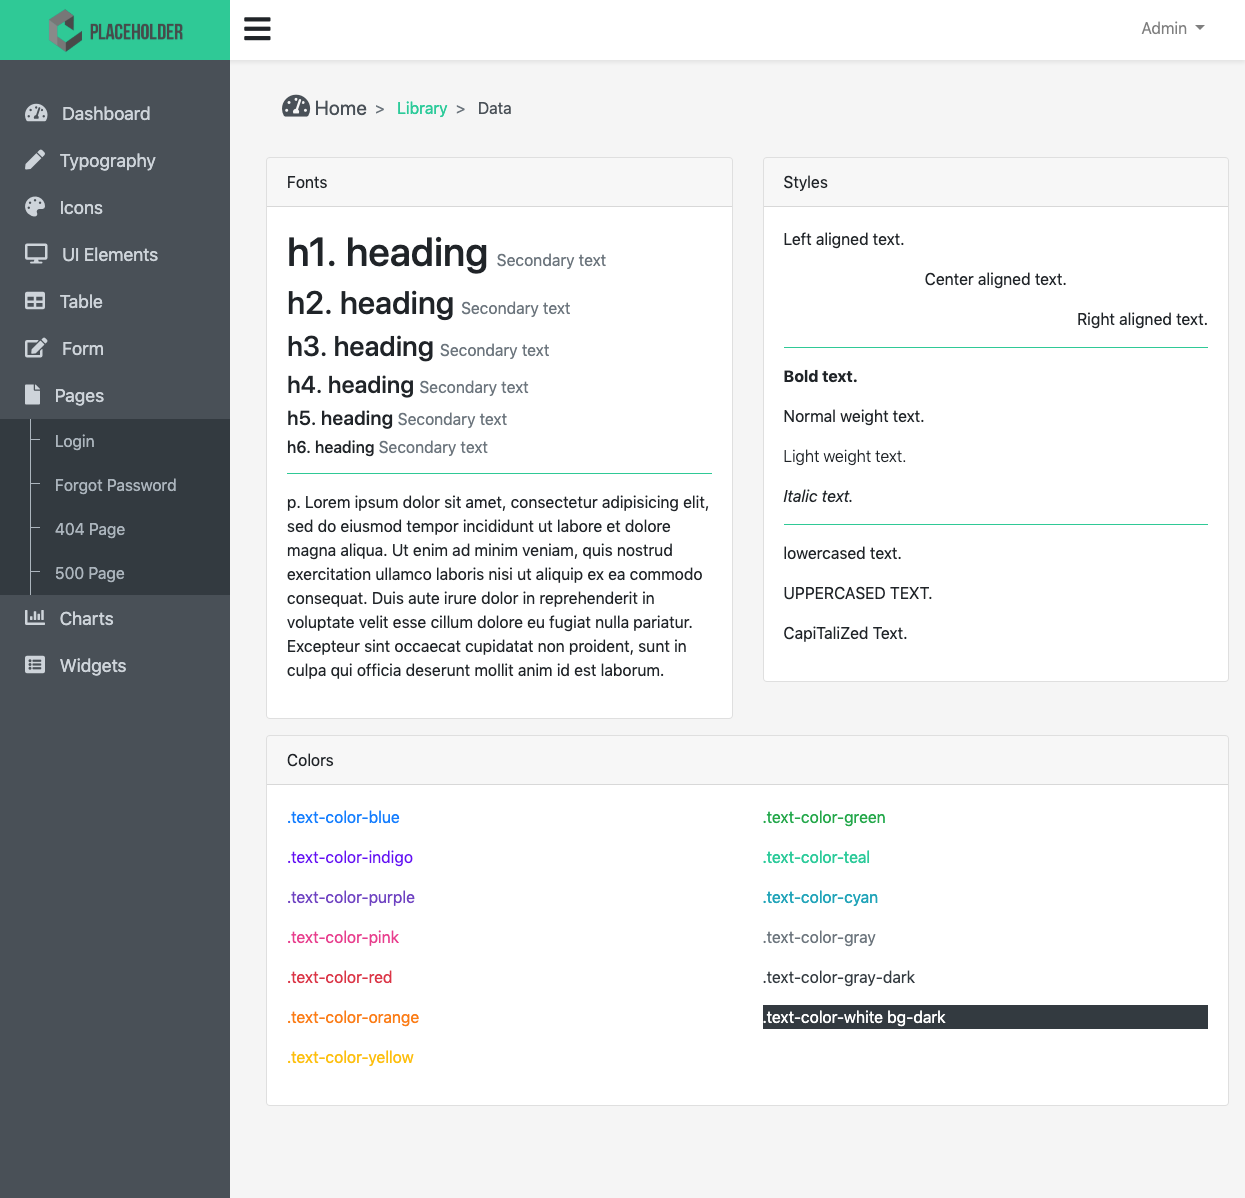 PLACEHOLDER
Admin
Dashboard
Typography
Icons
UI Elements
Table
Form
Pages
Login
Forgot Password
404 Page
500 Page
Charts
Widgets
Home > Library > Data
Fonts
h1. heading Secondary text
h2. heading Secondary text
h3. heading Secondary text
h4. heading Secondary text
h5. heading Secondary text
h6. heading Secondary text
p. Lorem ipsum dolor sit amet, consectetur adipisicing elit,
sed do eiusmod tempor incididunt ut labore et dolore
magna aliqua. Ut enim ad minim veniam, quis nostrud
exercitation ullamco laboris nisi ut aliquip ex ea commodo
consequat. Duis aute irure dolor in reprehenderit in
voluptate velit esse cillum dolore eu fugiat nulla pariatur.
Excepteur sint occaecat cupidatat non proident, sunt in
culpa qui officia deserunt mollit anim id est laborum.
Styles
Left aligned text.
Center aligned text.
Right aligned text.
Bold text.
Normal weight text.
Light weight text.
Italic text.
lowercased text.
UPPERCASED TEXT.
CapiTaliZed Text.
Colors
.text-color-blue
.text-color-indigo
.text-color-purple
.text-color-pink
.text-color-red
.text-color-orange
.text-color-yellow
.text-color-green
.text-color-teal
.text-color-cyan
.text-color-gray
.text-color-gray-dark
.text-color-white bg-dark